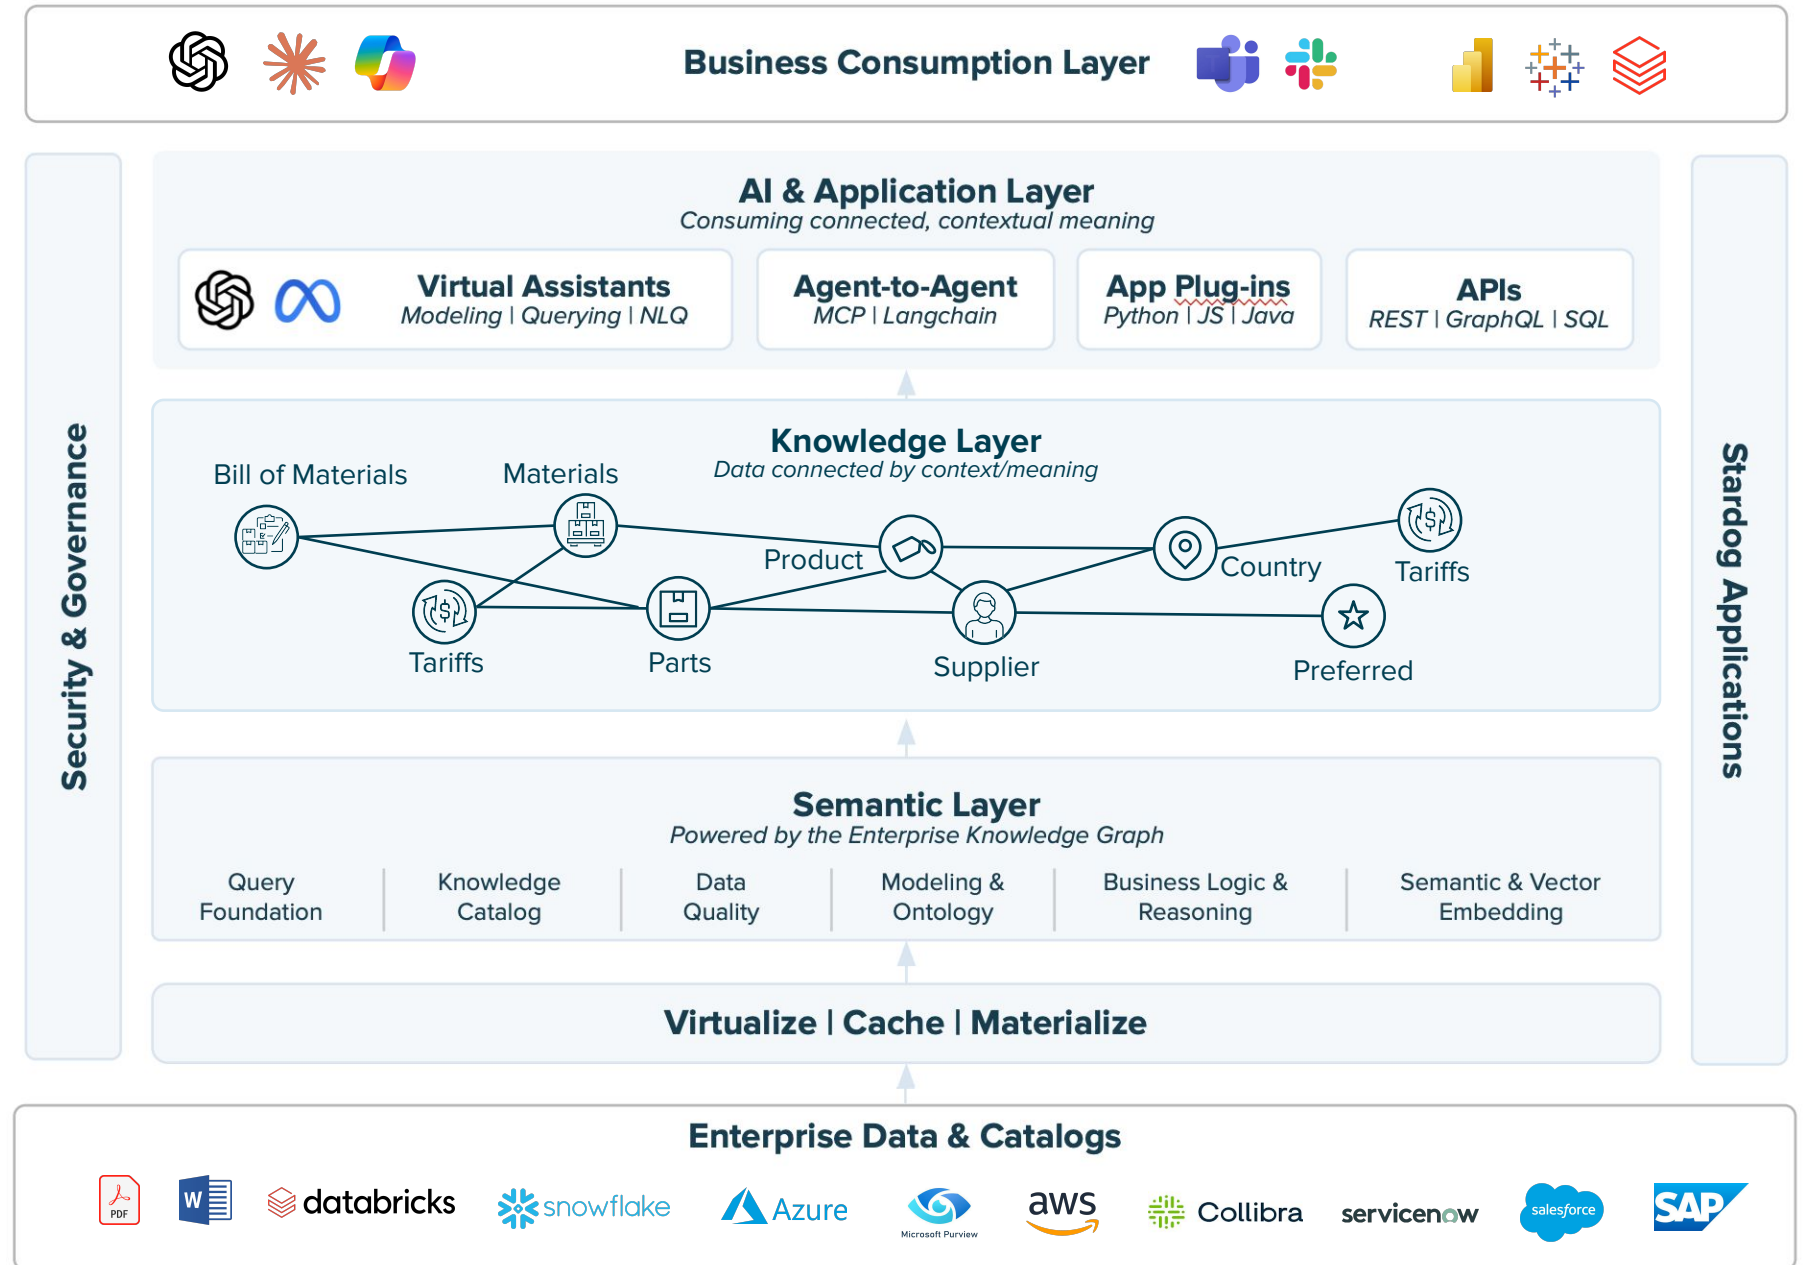 Business Consumption Layer
AI & Application Layer
Consuming connected, contextual meaning
Virtual Assistants
Modeling | Querying | NLQ
Agent-to-Agent
MCP | Langchain
App Plug-ins
Python | JS | Java
APIs
REST | GraphQL | SQL
Security & Governance
Stardog Applications
Knowledge Layer
Data connected by context/meaning
Bill of Materials
Materials
Product
Country
Tariffs
Tariffs
Parts
Supplier
Preferred
Semantic Layer
Powered by the Enterprise Knowledge Graph
Query
Foundation
Knowledge
Catalog
Data
Quality
Modeling &
Ontology
Business Logic &
Reasoning
Semantic & Vector
Embedding
Virtualize | Cache | Materialize
Enterprise Data & Catalogs
PDF
W
databricks
snowflake
Azure
Microsoft Purview
aws
Collibra
servicenow
salesforce
SAP